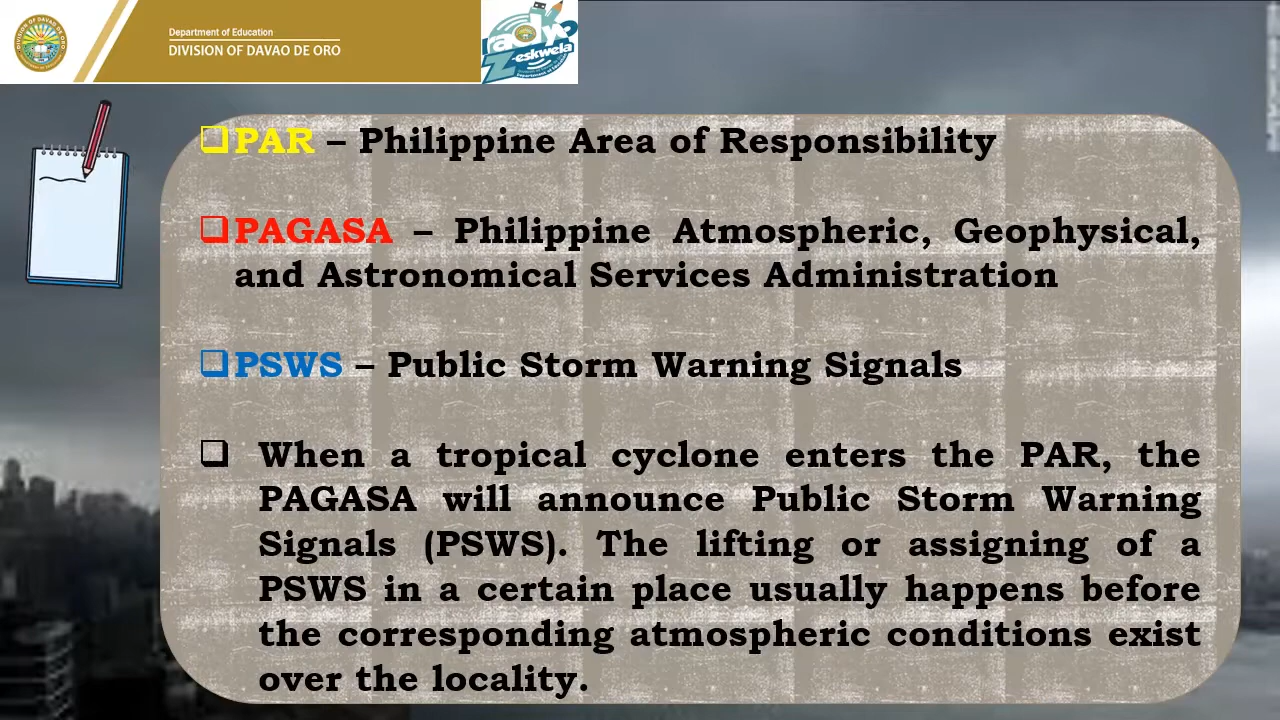 Department of Education
DIVISION OF DAVAO DE ORO
PAR – Philippine Area of Responsibility
PAGASA – Philippine Atmospheric, Geophysical,
and Astronomical Services Administration
PSWS – Public Storm Warning Signals
When a tropical cyclone enters the PAR, the
PAGASA will announce Public Storm Warning
Signals (PSWS). The lifting or assigning of a
PSWS in a certain place usually happens before
the corresponding atmospheric conditions exist
over the locality.